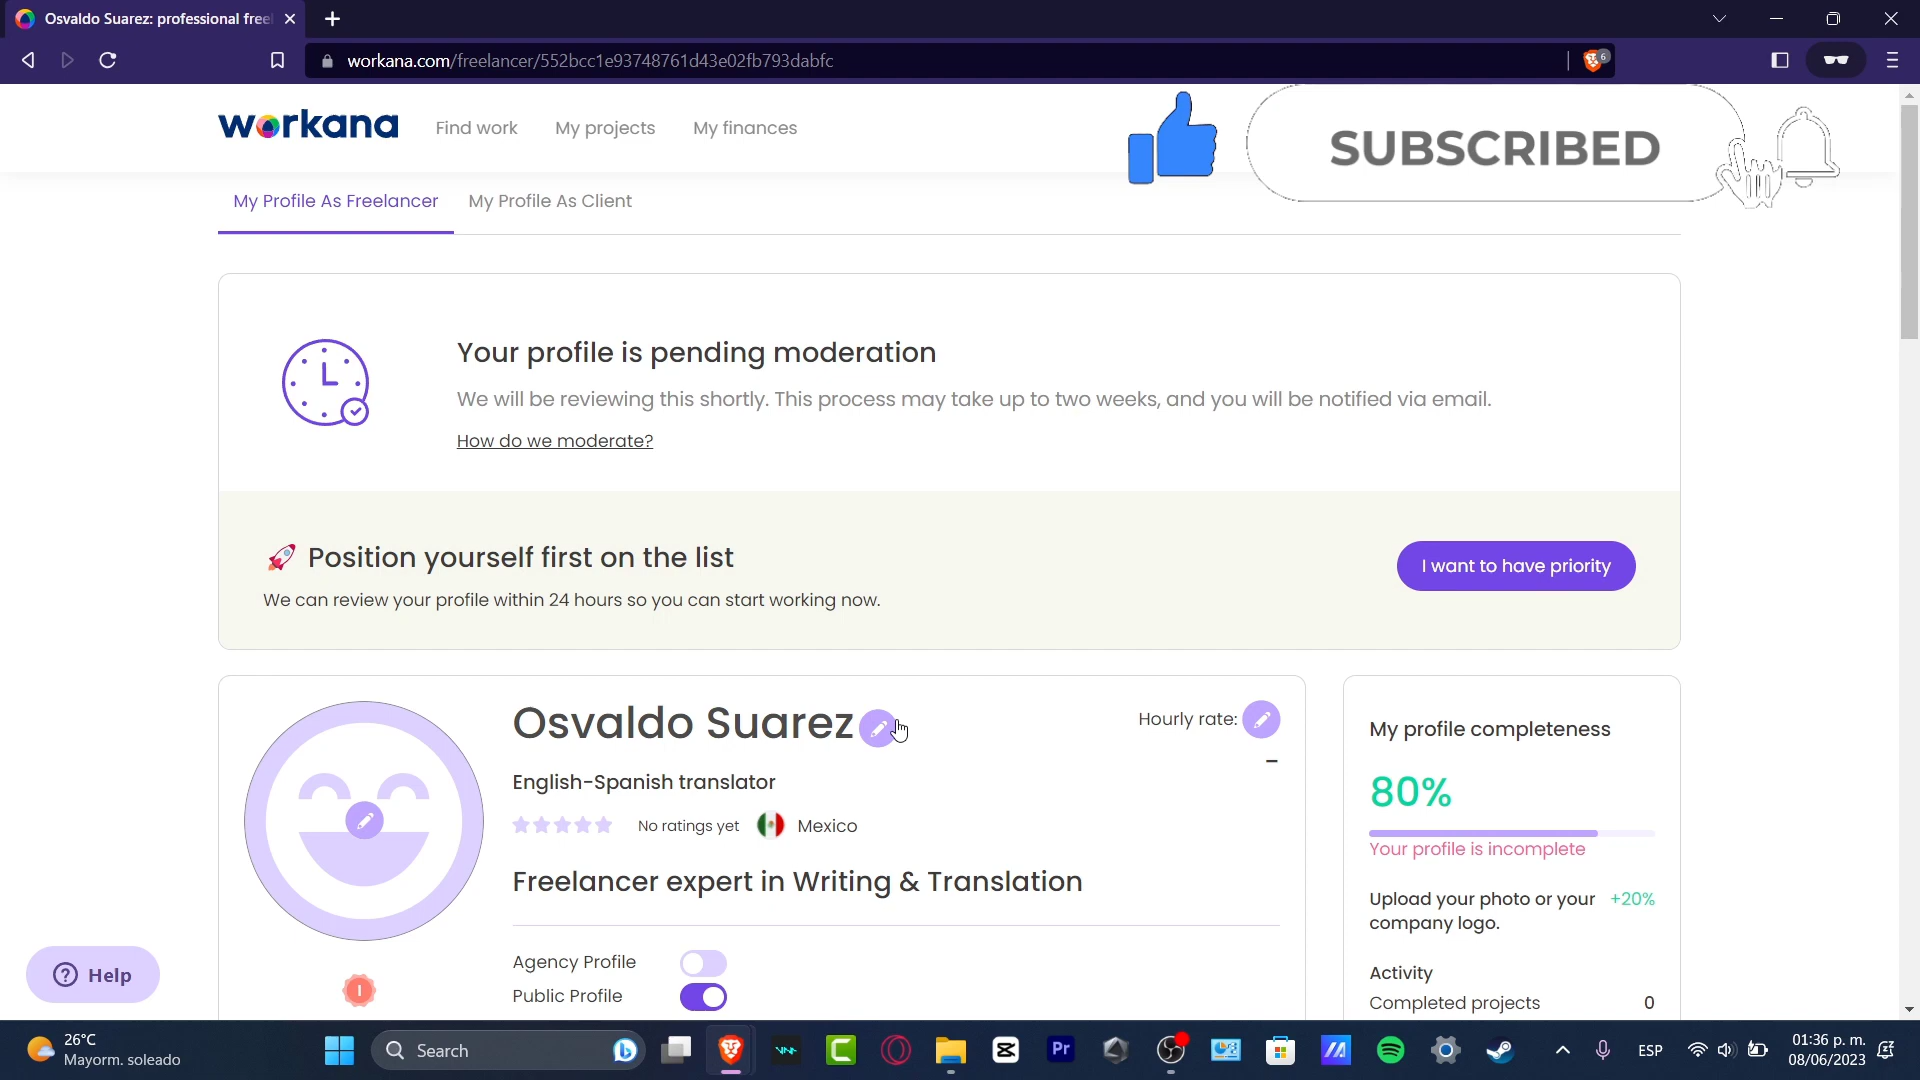 Osvaldo Suarez: professional free
workana.com/freelancer/552bcc1e93748761d43e02fb793dabfc
6
workana
Find work
My projects
My finances
SUBSCRIBED
My Profile As Freelancer
My Profile As Client
Your profile is pending moderation
We will be reviewing this shortly. This process may take up to two weeks, and you will be notified via email.
How do we moderate?
🚀 Position yourself first on the list
We can review your profile within 24 hours so you can start working now.
I want to have priority
Osvaldo Suarez
Hourly rate:
-
English-Spanish translator
No ratings yet
Mexico
Freelancer expert in Writing & Translation
Agency Profile
Public Profile
I
My profile completeness
80%
Your profile is incomplete
Upload your photo or your +20%
company logo.
Activity
Completed projects 0
Help
26°C
Mayorm. soleado
Search
Pr
ESP
01:36 p. m.
08/06/2023